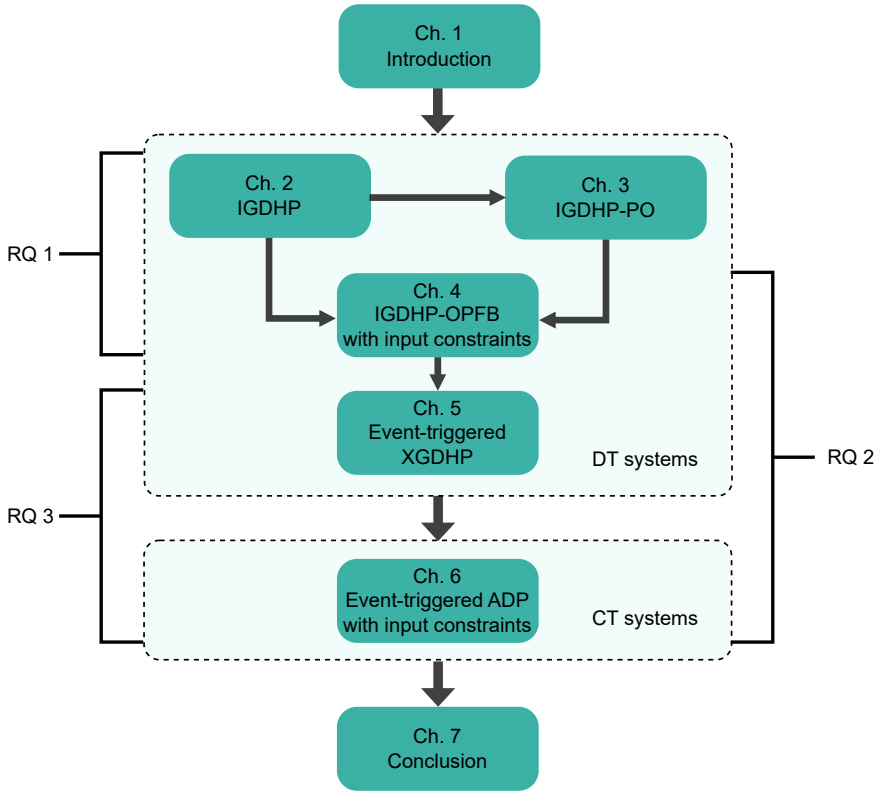 Ch. 1
Introduction
Ch. 2
IGDHP
Ch. 3
IGDHP-PO
RQ 1
Ch. 4
IGDHP-OPFB
with input constraints
Ch. 5
Event-triggered
XGDHP
DT systems
RQ 2
RQ 3
Ch. 6
Event-triggered ADP
with input constraints
CT systems
Ch. 7
Conclusion